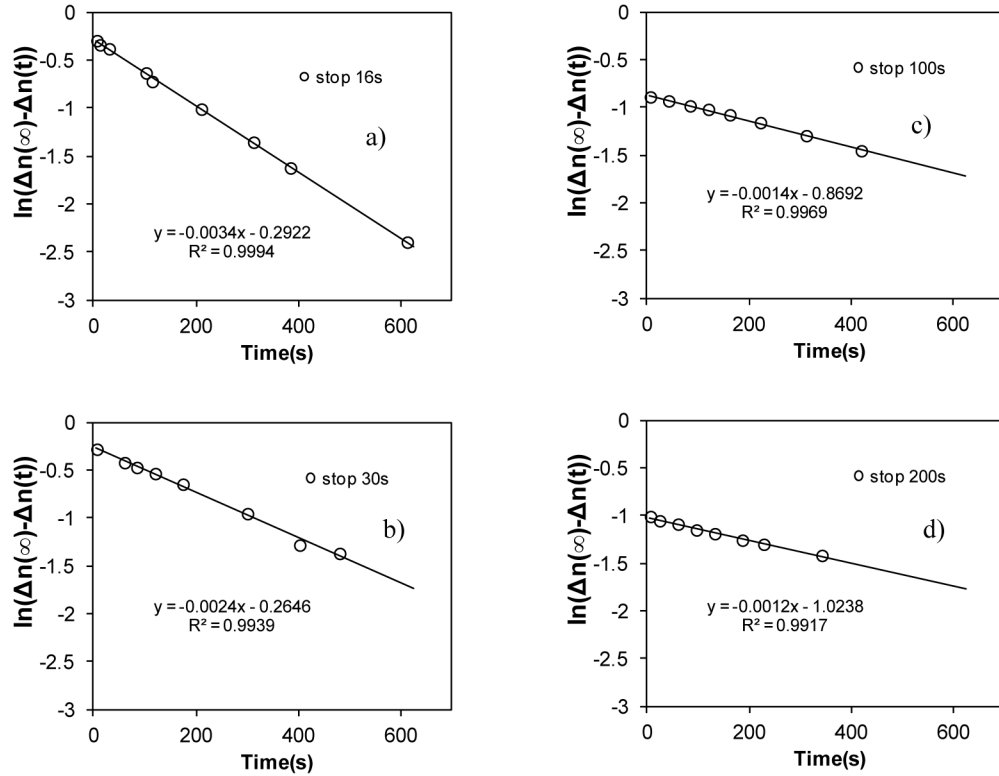 ln(Δn(∞)-Δn(t))
0
-0.5
-1
-1.5
-2
-2.5
-3
stop 16s
a)
y = -0.0034x - 0.2922
R² = 0.9994
0 200 400 600
Time(s)
ln(Δn(∞)-Δn(t))
0
-0.5
-1
-1.5
-2
-2.5
-3
stop 100s
c)
y = -0.0014x - 0.8692
R² = 0.9969
0 200 400 600
Time(s)
ln(Δn(∞)-Δn(t))
0
-0.5
-1
-1.5
-2
-2.5
-3
stop 30s
b)
y = -0.0024x - 0.2646
R² = 0.9939
0 200 400 600
Time(s)
ln(Δn(∞)-Δn(t))
0
-0.5
-1
-1.5
-2
-2.5
-3
stop 200s
d)
y = -0.0012x - 1.0238
R² = 0.9917
0 200 400 600
Time(s)